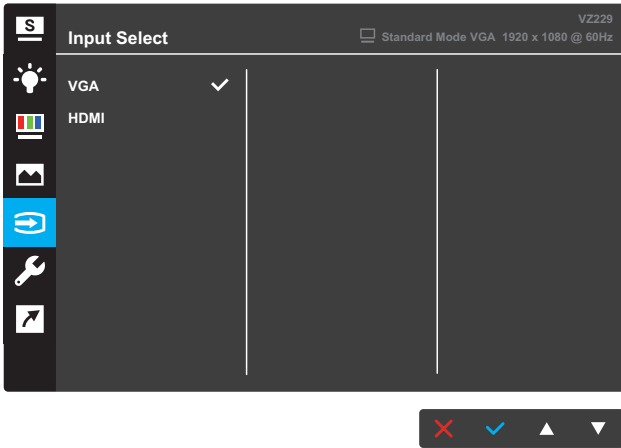 S
VZ229
Input Select
Standard Mode VGA 1920 x 1080 @ 60Hz
VGA
HDMI